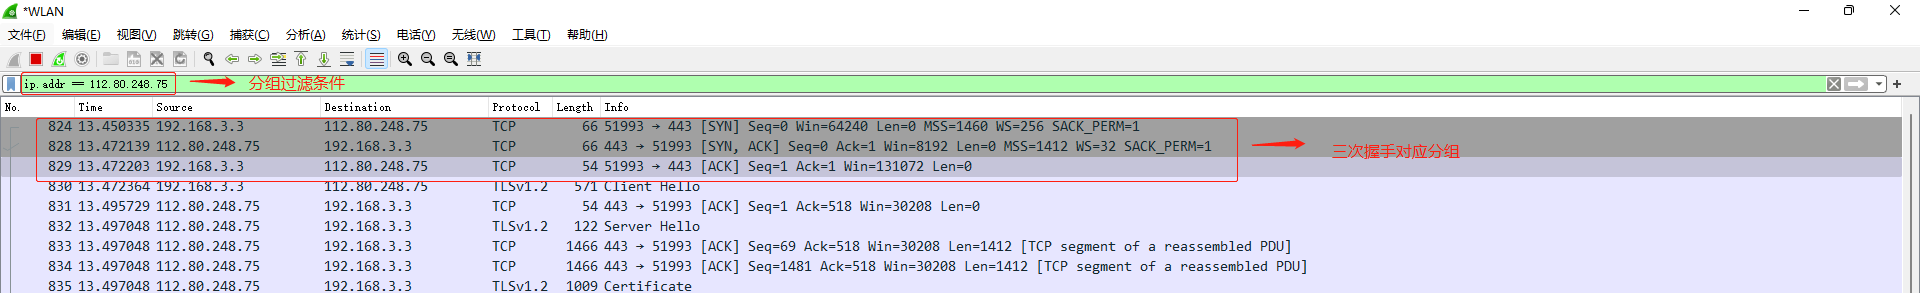 *WLAN
文件(F) 编辑(E) 视图(V) 跳转(G) 捕获(C) 分析(A) 统计(S) 电话(Y) 无线(W) 工具(T) 帮助(H)
ip.addr == 112.80.248.75 分组过滤条件
No. Time Source Destination Protocol Length Info
824 13.450335 192.168.3.3 112.80.248.75 TCP 66 51993 → 443 [SYN] Seq=0 Win=64240 Len=0 MSS=1460 WS=256 SACK_PERM=1
828 13.472139 112.80.248.75 192.168.3.3 TCP 66 443 → 51993 [SYN, ACK] Seq=0 Ack=1 Win=8192 Len=0 MSS=1412 WS=32 SACK_PERM=1
三次握手对应分组
829 13.472203 192.168.3.3 112.80.248.75 TCP 54 51993 → 443 [ACK] Seq=1 Ack=1 Win=131072 Len=0
830 13.472364 192.168.3.3 112.80.248.75 TLSv1.2 571 Client Hello
831 13.495729 112.80.248.75 192.168.3.3 TCP 54 443 → 51993 [ACK] Seq=1 Ack=518 Win=30208 Len=0
832 13.497048 112.80.248.75 192.168.3.3 TLSv1.2 122 Server Hello
833 13.497048 112.80.248.75 192.168.3.3 TCP 1466 443 → 51993 [ACK] Seq=69 Ack=518 Win=30208 Len=1412 [TCP segment of a reassembled PDU]
834 13.497048 112.80.248.75 192.168.3.3 TCP 1466 443 → 51993 [ACK] Seq=1481 Ack=518 Win=30208 Len=1412 [TCP segment of a reassembled PDU]
835 13.497048 112.80.248.75 192.168.3.3 TLSv1.2 1009 Certificate